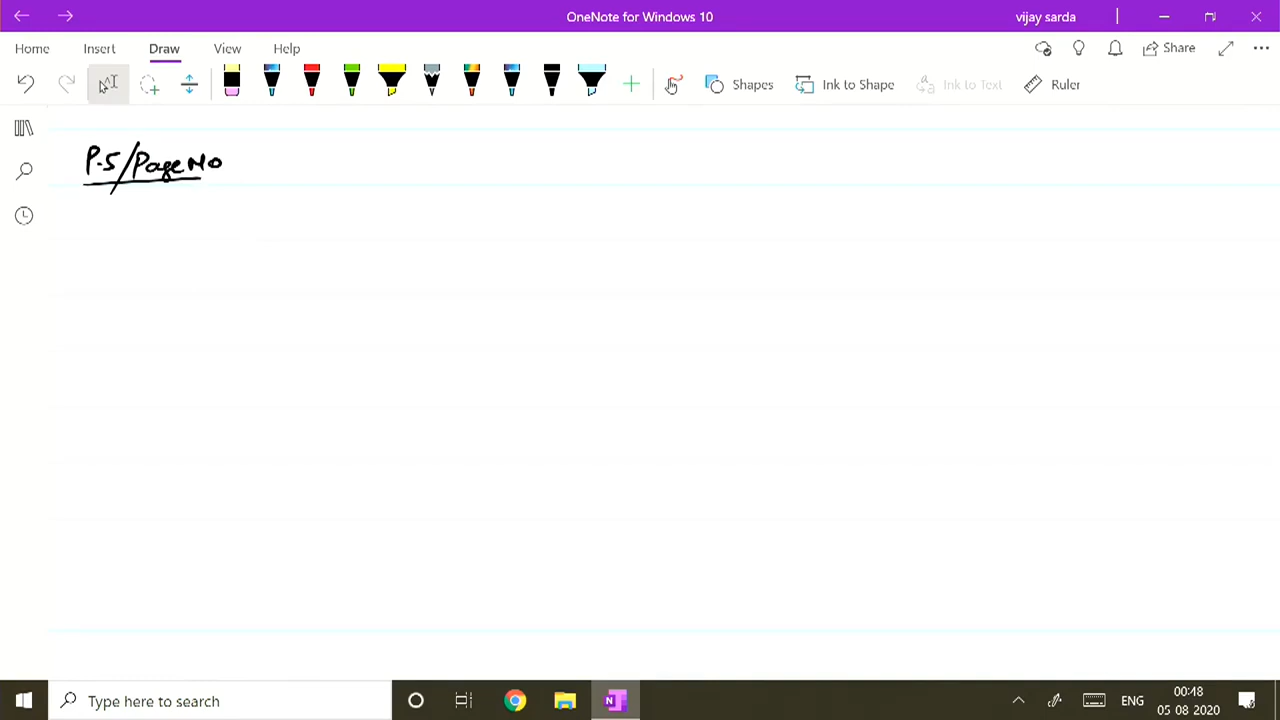 OneNote for Windows 10
vijay sarda
Home Insert Draw View Help
Share
Shapes Ink to Shape Ink to Text Ruler
P.5/Page No
Type here to search
ENG
00:48
05-08-2020